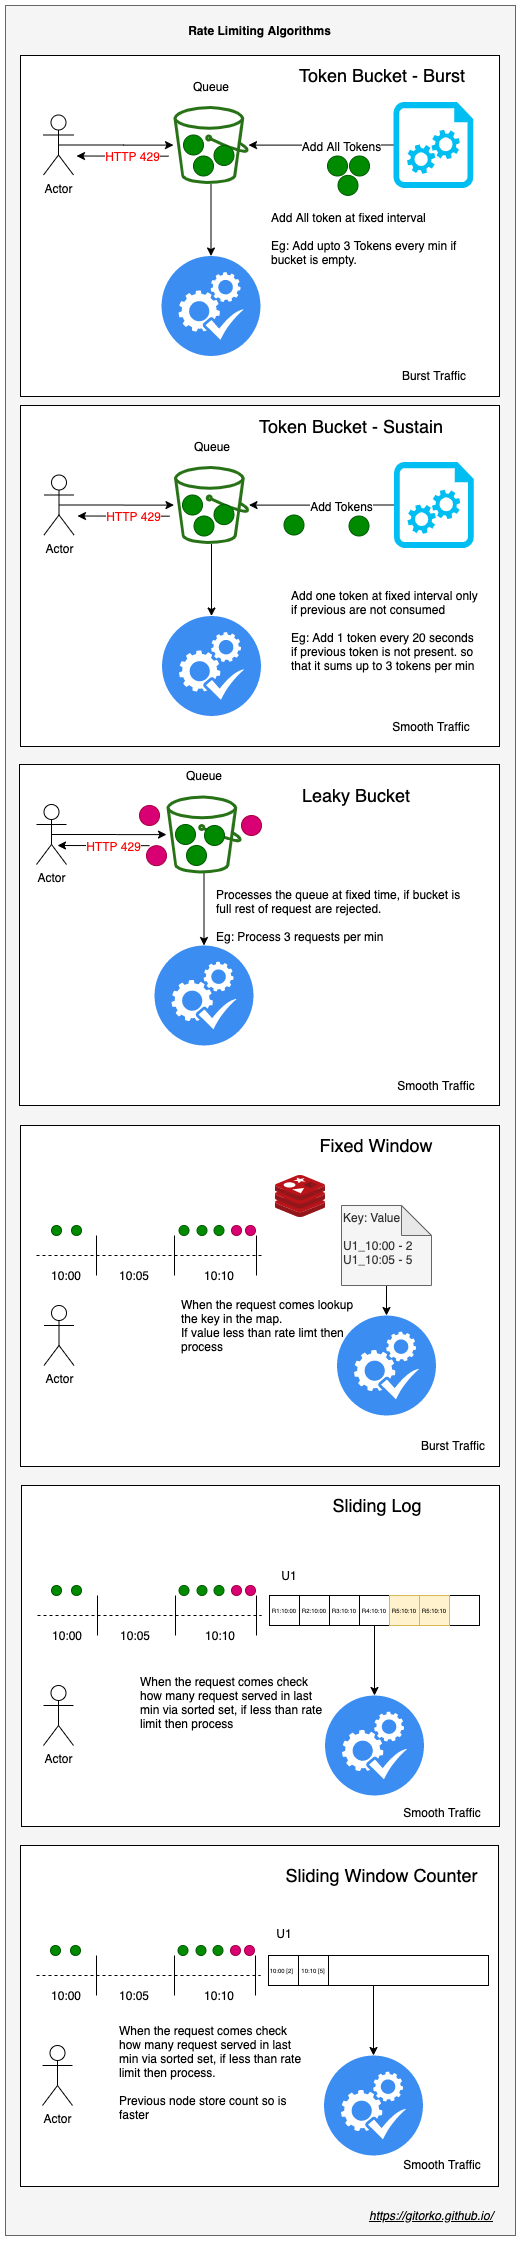 Rate Limiting Algorithms
Token Bucket - Burst
Queue
Add All Tokens
HTTP 429
Actor
Add All token at fixed interval
Eg: Add upto 3 Tokens every min if
bucket is empty.
Burst Traffic
Token Bucket - Sustain
Queue
Add Tokens
HTTP 429
Actor
Add one token at fixed interval only
if previous are not consumed
Eg: Add 1 token every 20 seconds
if previous token is not present. so
that it sums up to 3 tokens per min
Smooth Traffic
Queue
Leaky Bucket
HTTP 429
Actor
Processes the queue at fixed time, if bucket is
full rest of request are rejected.
Eg: Process 3 requests per min
Smooth Traffic
Fixed Window
Key: Value
U1_10:00 - 2
U1_10:05 - 5
10:00
10:05
10:10
When the request comes lookup
the key in the map.
If value less than rate limt then
process
Actor
Burst Traffic
Sliding Log
U1
R1:10:00
R2:10:00
R3:10:10
R4:10:10
R5:10:10
R5:10:10
10:00
10:05
10:10
When the request comes check
how many request served in last
min via sorted set, if less than rate
limit then process
Actor
Smooth Traffic
Sliding Window Counter
U1
10:00 [2]
10:10 [5]
10:00
10:05
10:10
When the request comes check
how many request served in last
min via sorted set, if less than rate
limit then process.
Previous node store count so is
faster
Actor
Smooth Traffic
https://gitorko.github.io/